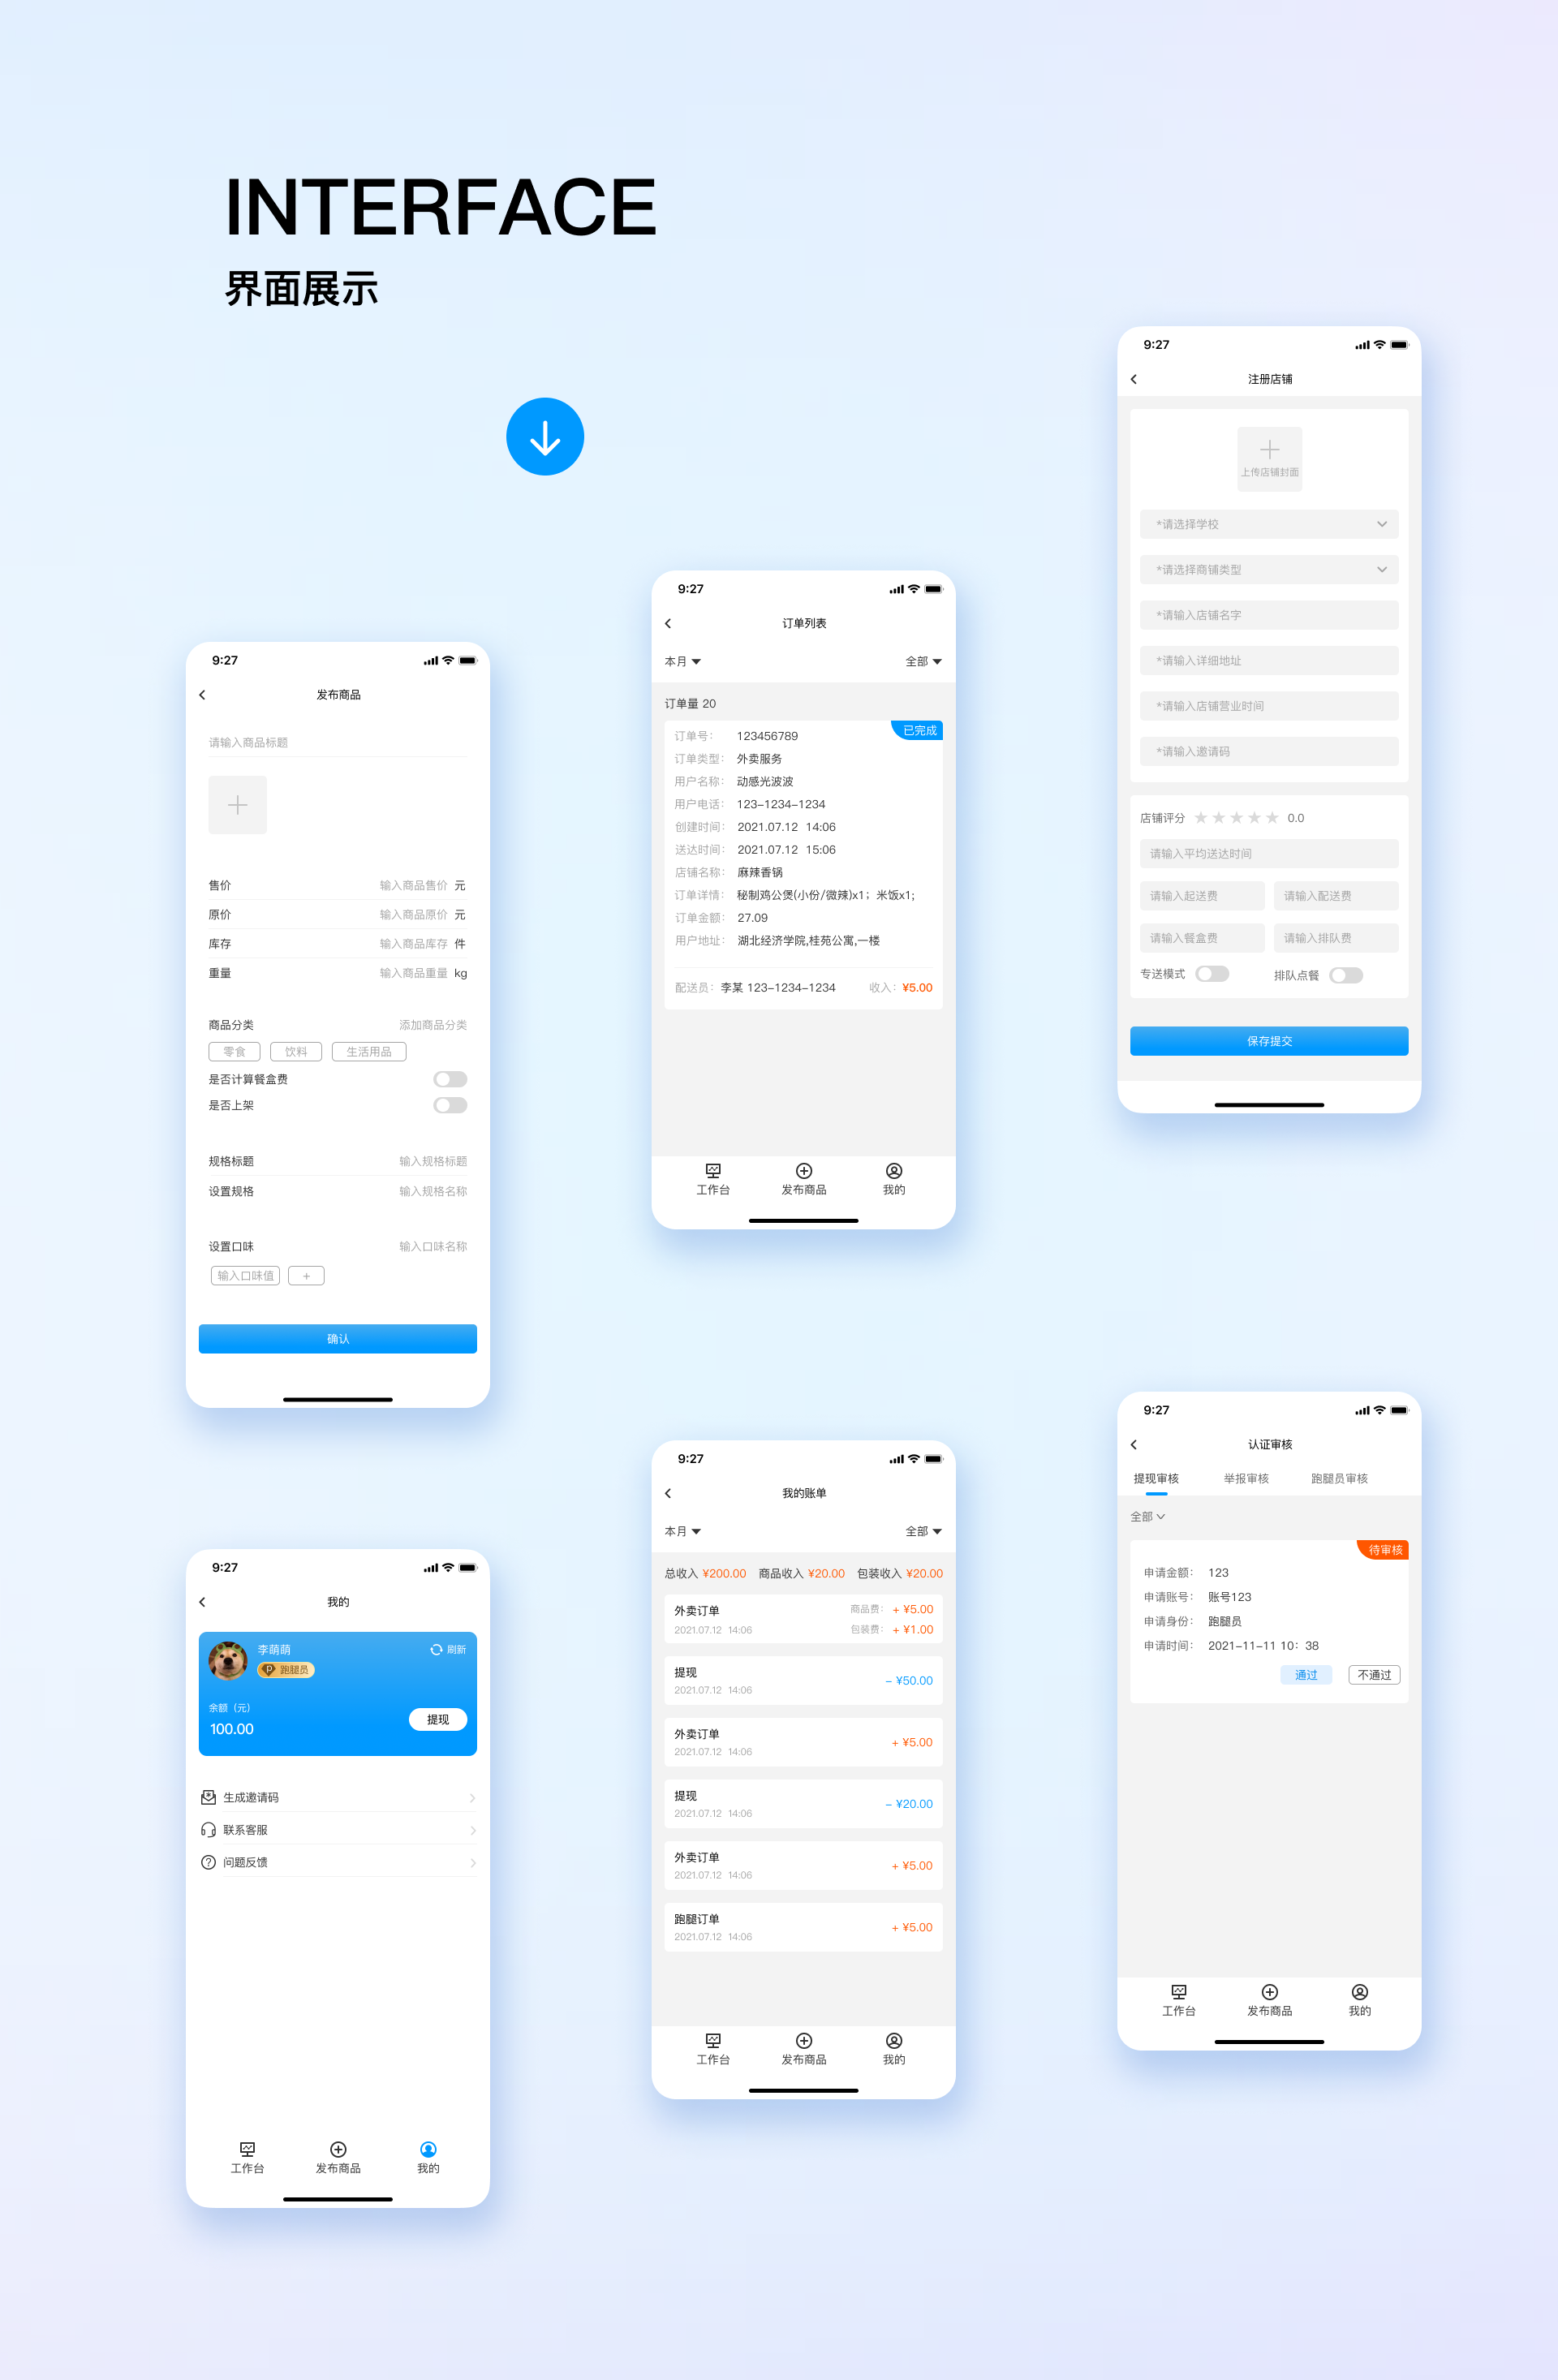 INTERFACE
界面展示
9:27
发布商品
请输入商品标题
售价 输入商品售价 元
原价 输入商品原价 元
库存 输入商品库存 件
重量 输入商品重量 kg
商品分类 添加商品分类
零食 饮料 生活用品
是否计算餐盒费
是否上架
规格标题 输入规格标题
设置规格 输入规格名称
设置口味 输入口味名称
输入口味值 +
确认
9:27
我的
李萌萌 刷新
P 跑腿员
余额（元）
100.00 提现
生成邀请码
联系客服
问题反馈
工作台 发布商品 我的
9:27
订单列表
本月 全部
订单量 20
已完成
订单号： 123456789
订单类型： 外卖服务
用户名称： 动感光波波
用户电话： 123-1234-1234
创建时间： 2021.07.12 14:06
送达时间： 2021.07.12 15:06
店铺名称： 麻辣香锅
订单详情： 秘制鸡公煲(小份/微辣)x1；米饭x1;
订单金额： 27.09
用户地址： 湖北经济学院,桂苑公寓,一楼
配送员：李某 123-1234-1234 收入：¥5.00
工作台 发布商品 我的
9:27
我的账单
本月 全部
总收入 ¥200.00 商品收入 ¥20.00 包装收入 ¥20.00
外卖订单 商品费： + ¥5.00
2021.07.12 14:06 包装费： + ¥1.00
提现
2021.07.12 14:06 - ¥50.00
外卖订单
2021.07.12 14:06 + ¥5.00
提现
2021.07.12 14:06 - ¥20.00
外卖订单
2021.07.12 14:06 + ¥5.00
跑腿订单
2021.07.12 14:06 + ¥5.00
工作台 发布商品 我的
9:27
注册店铺
上传店铺封面
*请选择学校
*请选择商铺类型
*请输入店铺名字
*请输入详细地址
*请输入店铺营业时间
*请输入邀请码
店铺评分 0.0
请输入平均送达时间
请输入起送费 请输入配送费
请输入餐盒费 请输入排队费
专送模式 排队点餐
保存提交
9:27
认证审核
提现审核 举报审核 跑腿员审核
全部
待审核
申请金额： 123
申请账号： 账号123
申请身份： 跑腿员
申请时间： 2021-11-11 10：38
通过 不通过
工作台 发布商品 我的